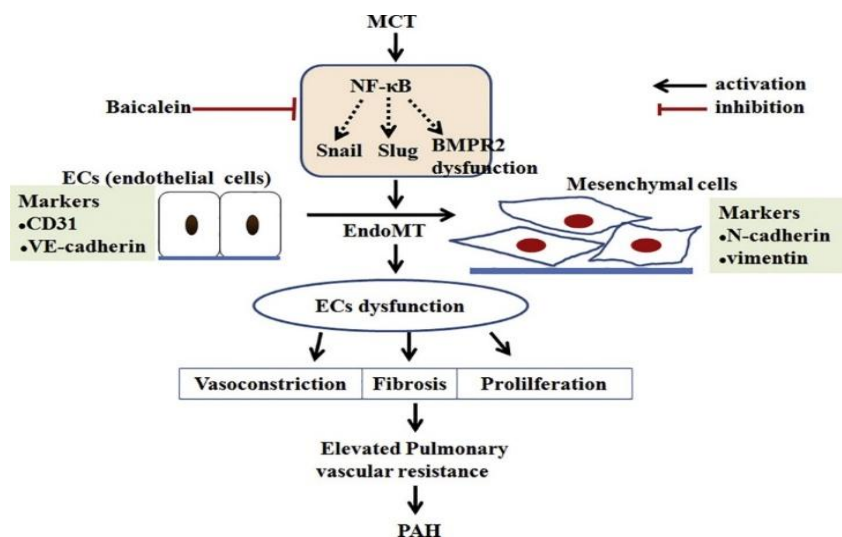 MCT
NF-κB
Snail Slug BMPR2
dysfunction
Baicalein
activation
inhibition
ECs (endothelial cells)
Markers
•CD31
•VE-cadherin
EndoMT
Mesenchymal cells
Markers
•N-cadherin
•vimentin
ECs dysfunction
Vasoconstriction Fibrosis Prolilferation
Elevated Pulmonary
vascular resistance
PAH